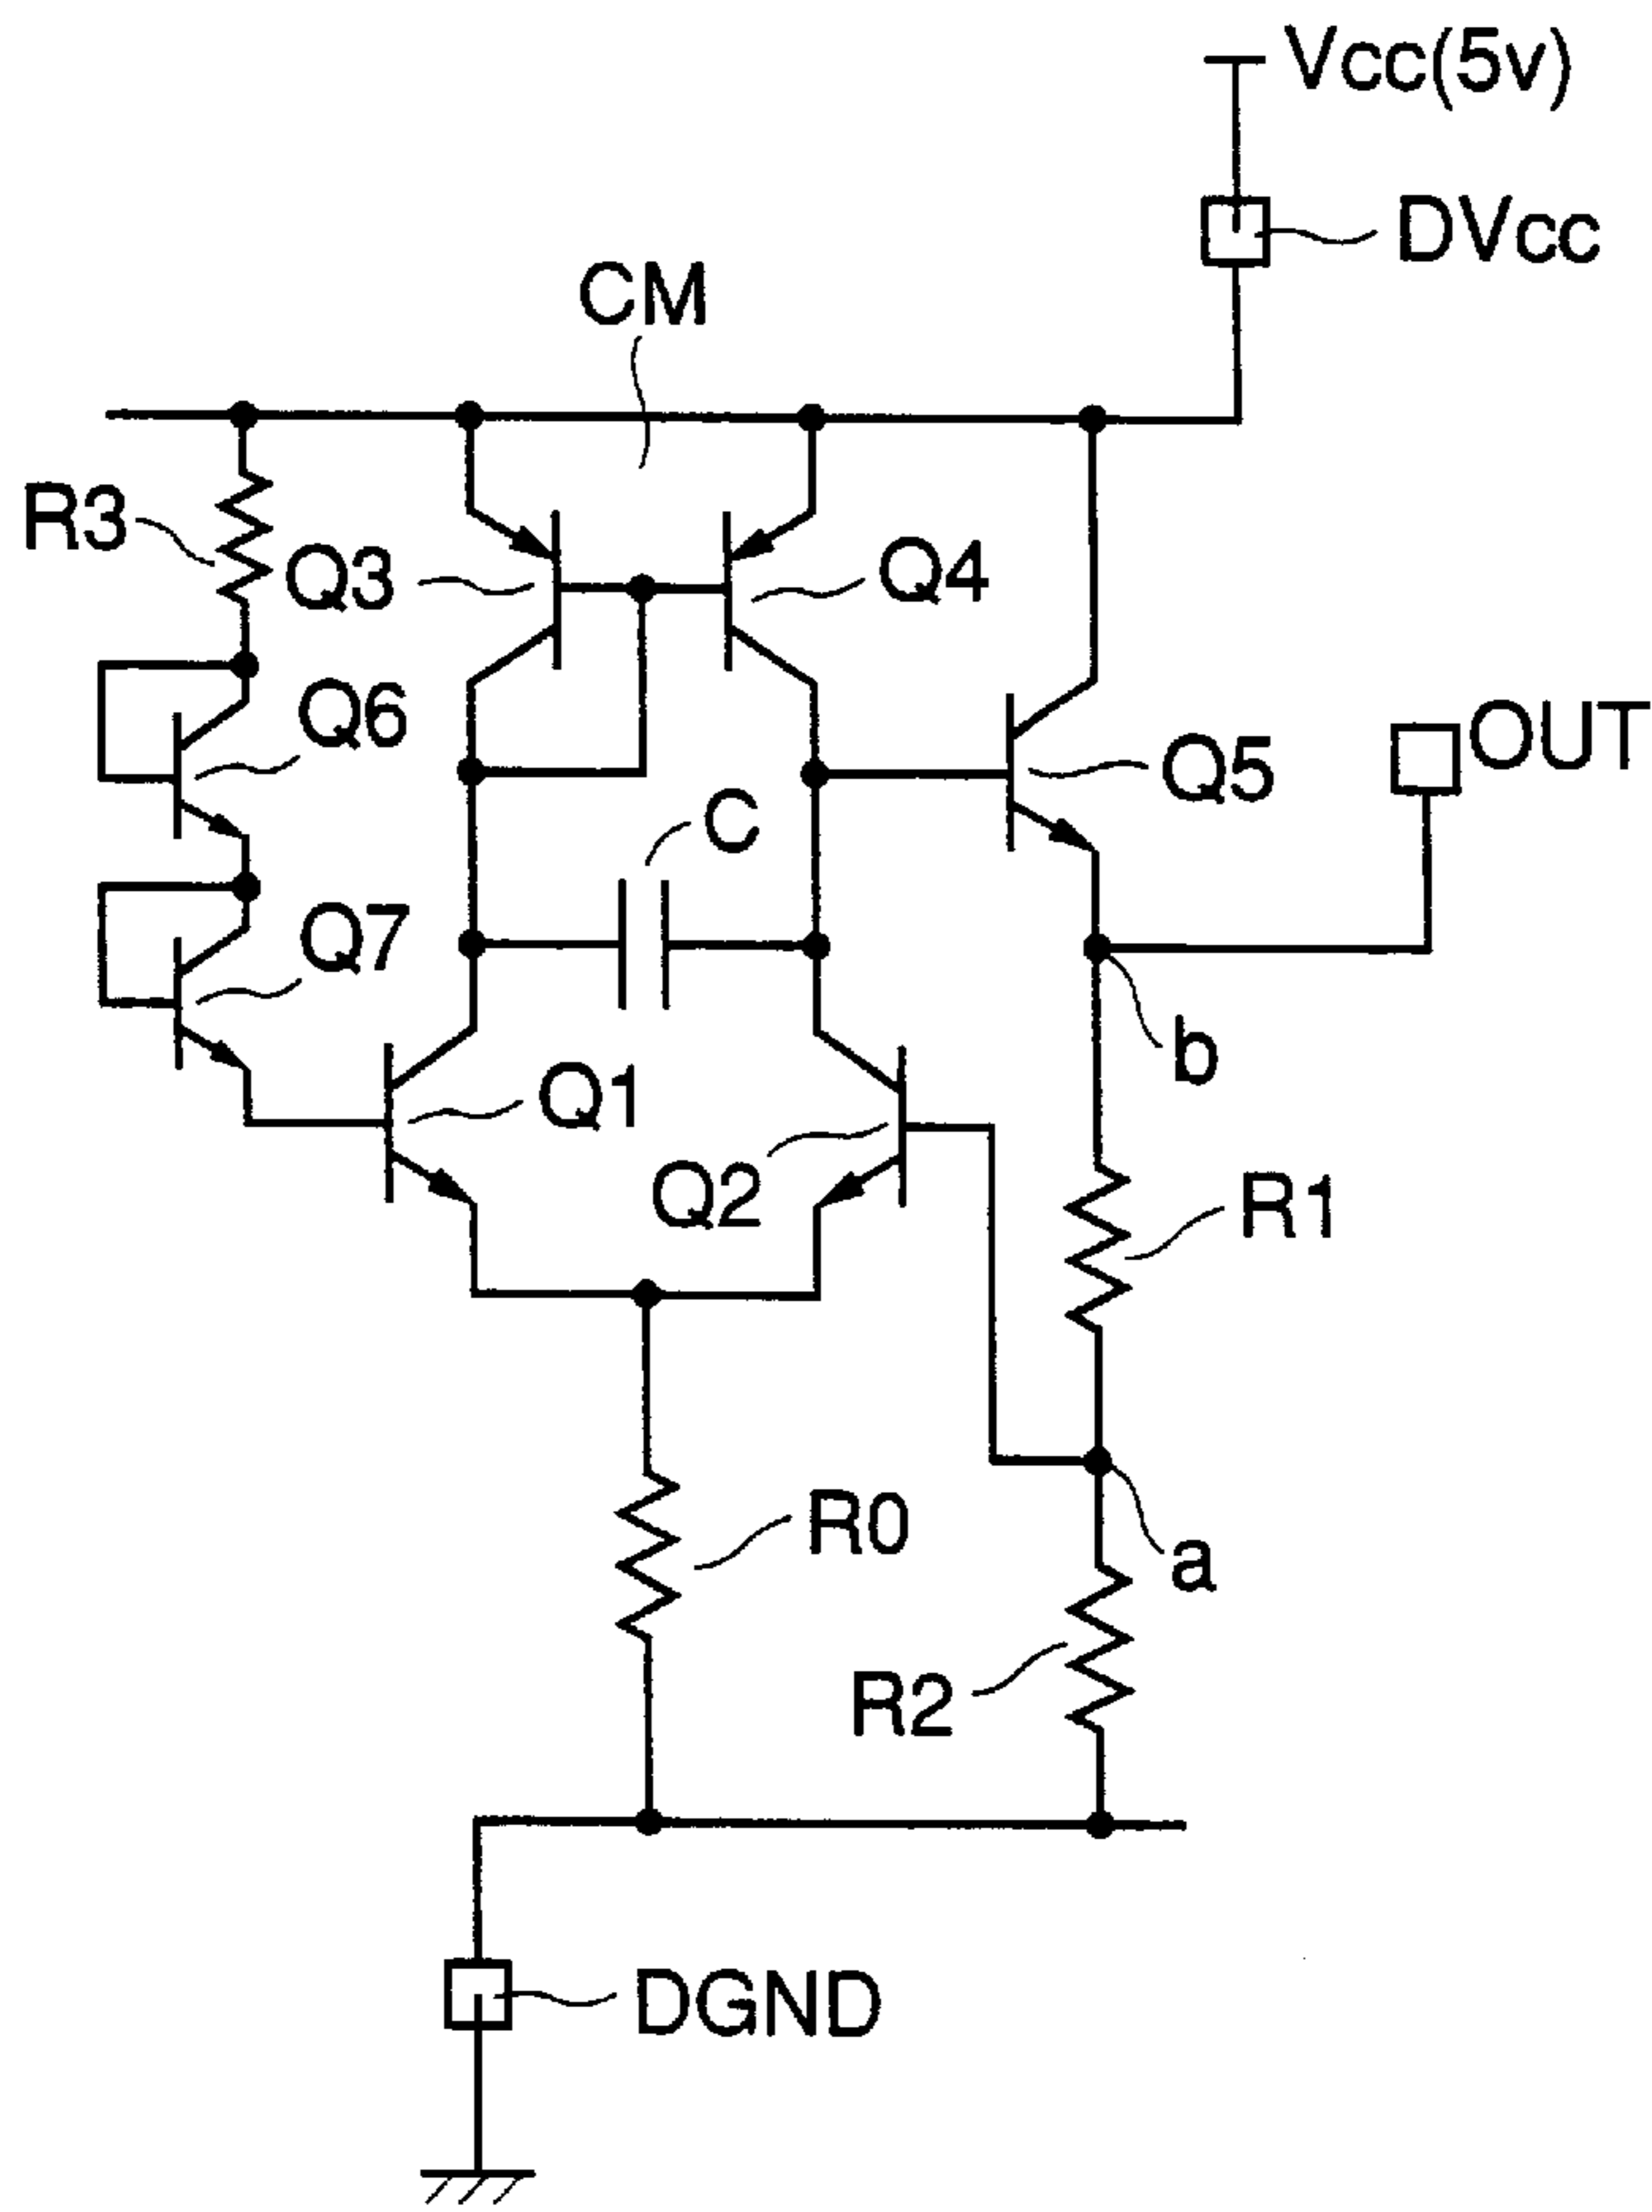 Vcc(5v)
DVcc
CM
R3
Q3
Q4
Q6
Q5
OUT
C
Q7
b
Q1
Q2
R1
R0
a
R2
DGND